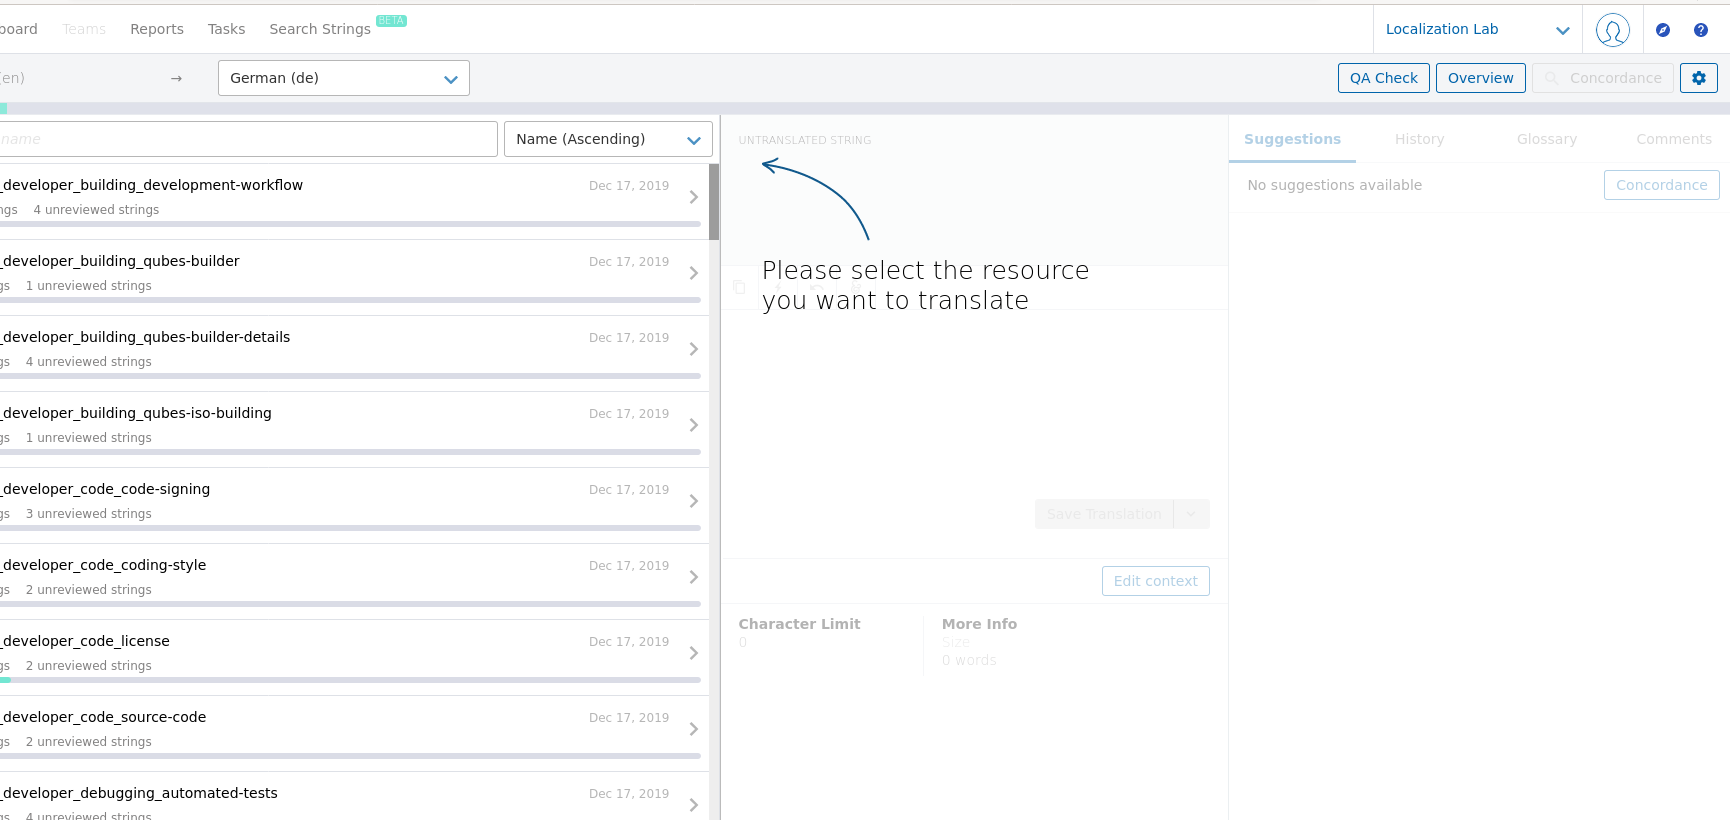 board Teams Reports Tasks Search Strings BETA Localization Lab
(en) → German (de) QA Check Overview Concordance
name Name (Ascending)
_developer_building_development-workflow Dec 17, 2019
ngs 4 unreviewed strings
_developer_building_qubes-builder Dec 17, 2019
gs 1 unreviewed strings
_developer_building_qubes-builder-details Dec 17, 2019
gs 4 unreviewed strings
_developer_building_qubes-iso-building Dec 17, 2019
gs 1 unreviewed strings
_developer_code_code-signing Dec 17, 2019
gs 3 unreviewed strings
_developer_code_coding-style Dec 17, 2019
gs 2 unreviewed strings
_developer_code_license Dec 17, 2019
gs 2 unreviewed strings
_developer_code_source-code Dec 17, 2019
gs 2 unreviewed strings
_developer_debugging_automated-tests Dec 17, 2019
gs 4 unreviewed strings
UNTRANSLATED STRING
Please select the resource
you want to translate
Save Translation
Edit context
Character Limit More Info
0 Size
0 words
Suggestions History Glossary Comments
No suggestions available Concordance